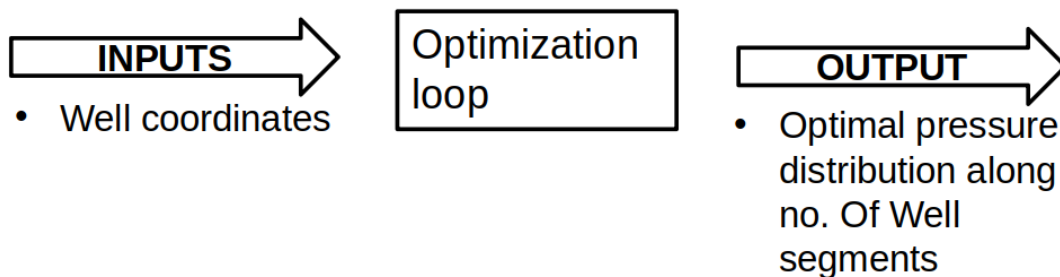 INPUTS
• Well coordinates
Optimization
loop
OUTPUT
• Optimal pressure
distribution along
no. Of Well
segments